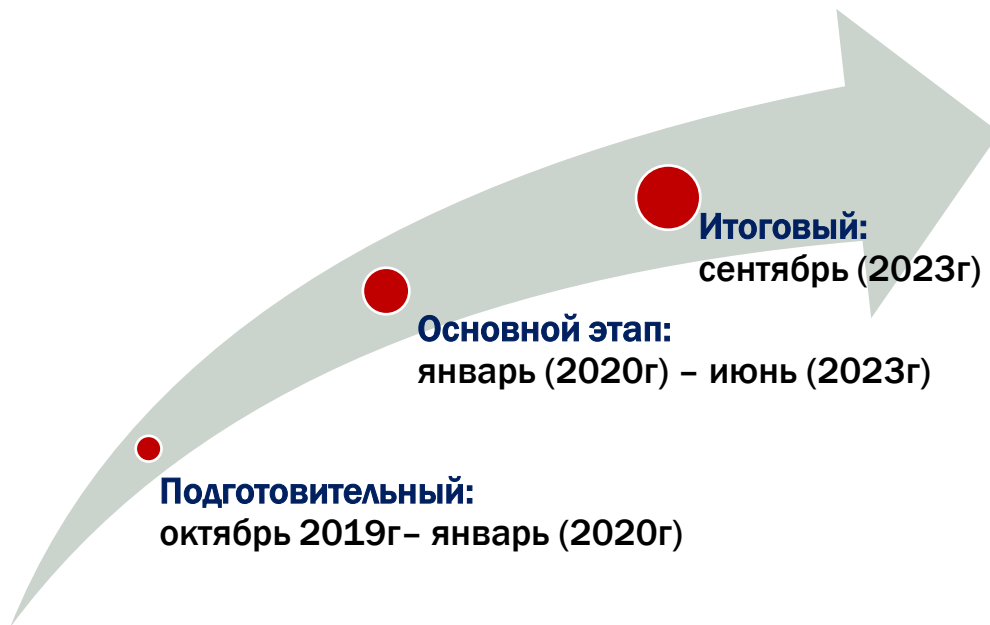 Итоговый:
сентябрь (2023г)
Основной этап:
январь (2020г) – июнь (2023г)
Подготовительный:
октябрь 2019г– январь (2020г)